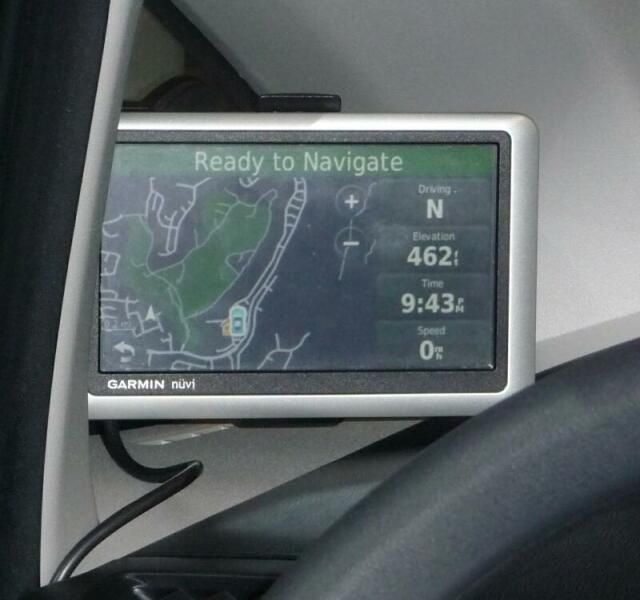 Ready to Navigate
Driving
N
Elevation
462ft
Time
9:43PM
Speed
0mh
GARMIN nüvi